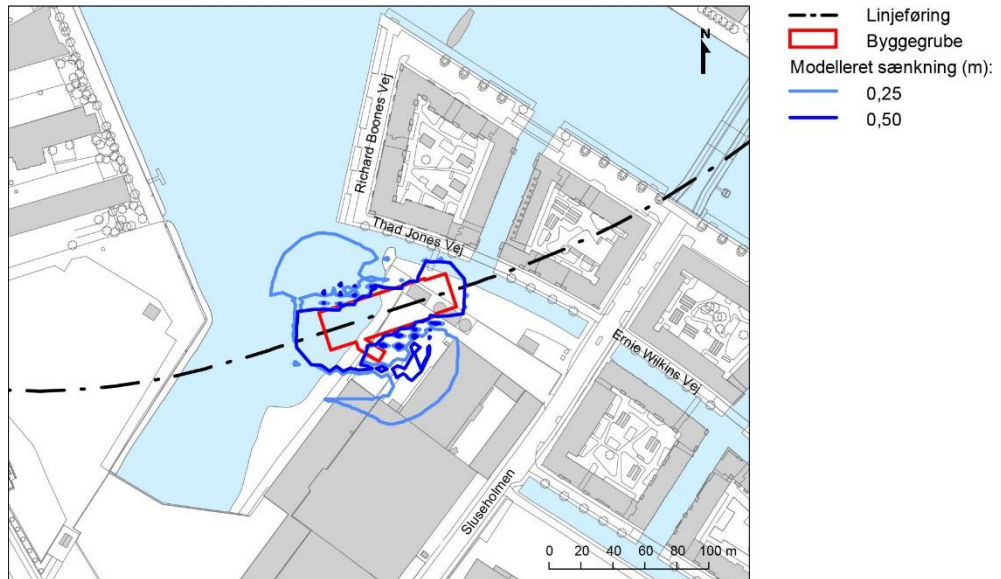 Linjeføring
Byggegrube
Modelleret sænkning (m):
0,25
0,50
N
Richard Boones Vej
Thad Jones Vej
Ernie Wilkins Vej
Sluseholmen
0 20 40 60 80 100 m